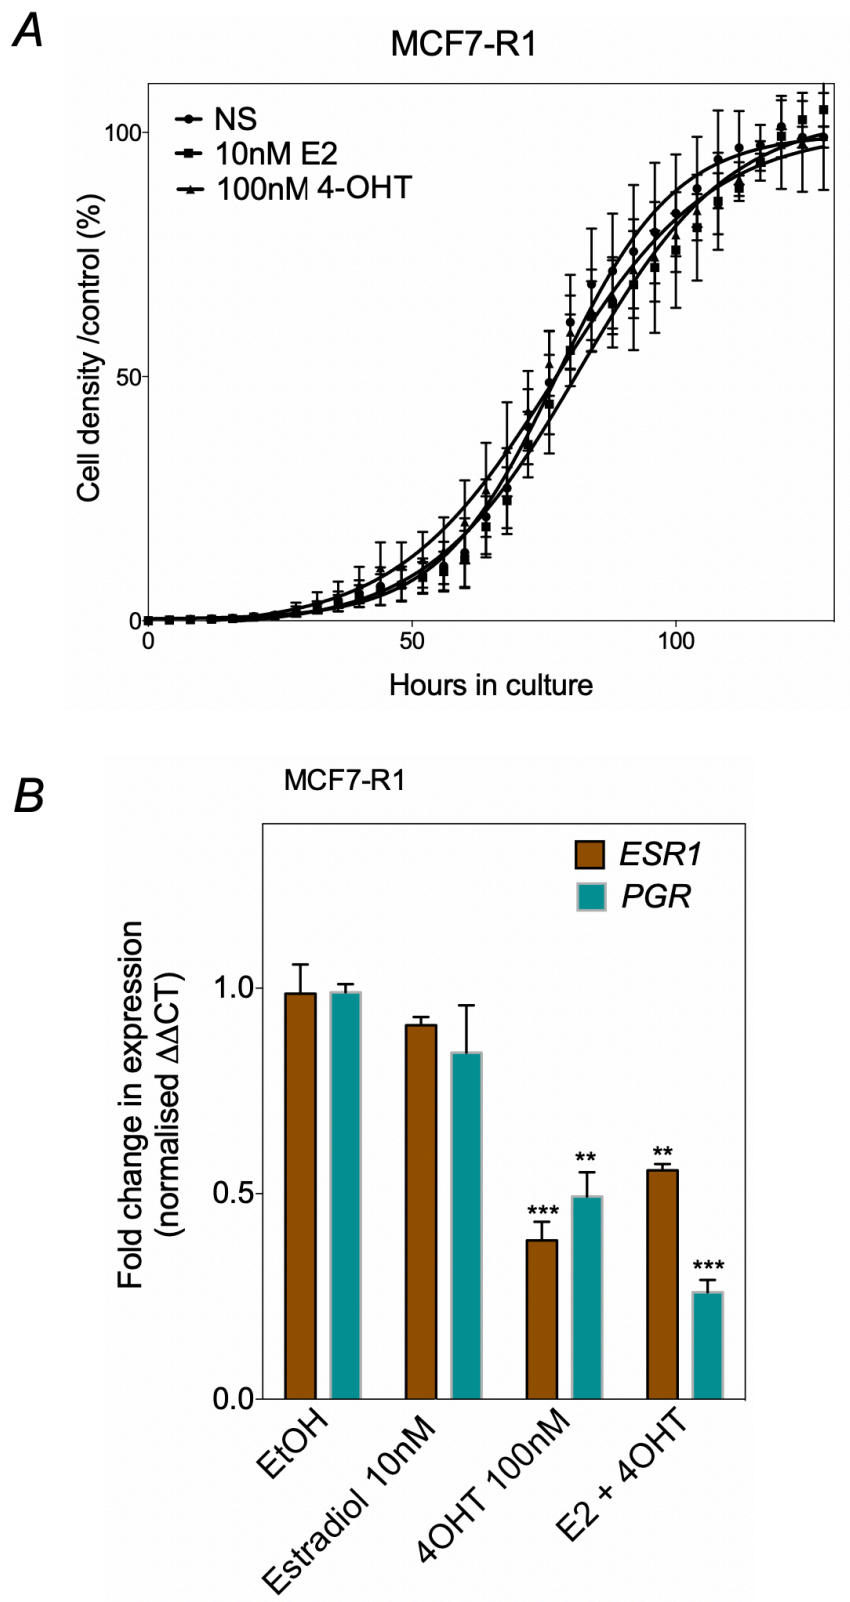 A
MCF7-R1
NS
10nM E2
100nM 4-OHT
Cell density /control (%)
100
50
0
0 50 100
Hours in culture
B
MCF7-R1
ESR1
PGR
Fold change in expression
(normalised ΔΔCT)
1.0
0.5
0.0
** **
*** ***
EtOH
Estradiol 10nM
4OHT 100nM
E2 + 4OHT